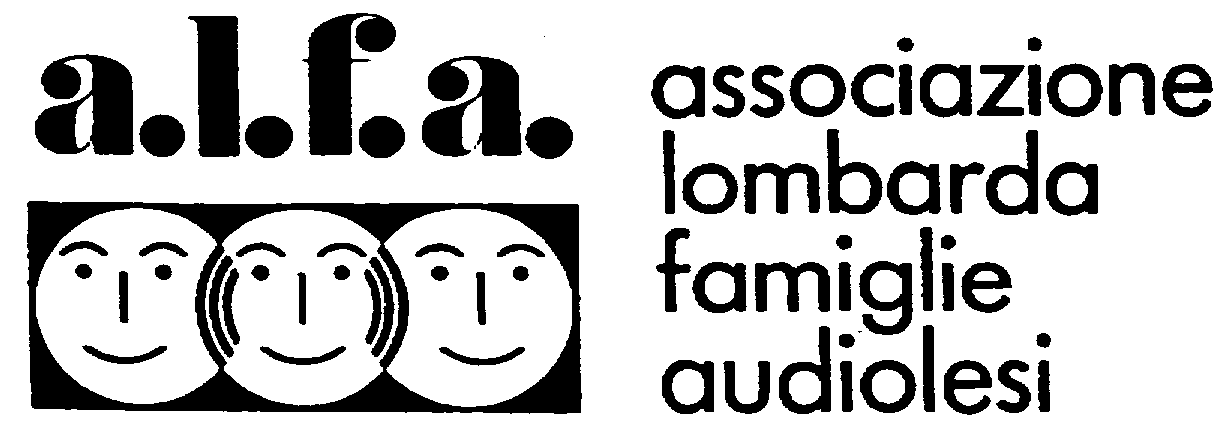 a.l.f.a.
associazione
lombarda
famiglie
audiolesi